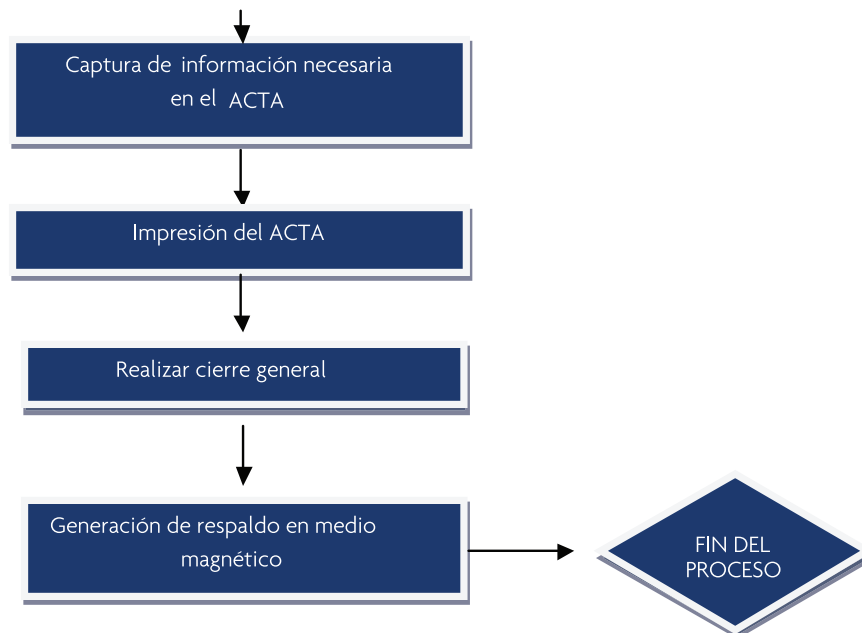 Captura de información necesaria
en el ACTA
Impresión del ACTA
Realizar cierre general
Generación de respaldo en medio
magnético
FIN DEL
PROCESO